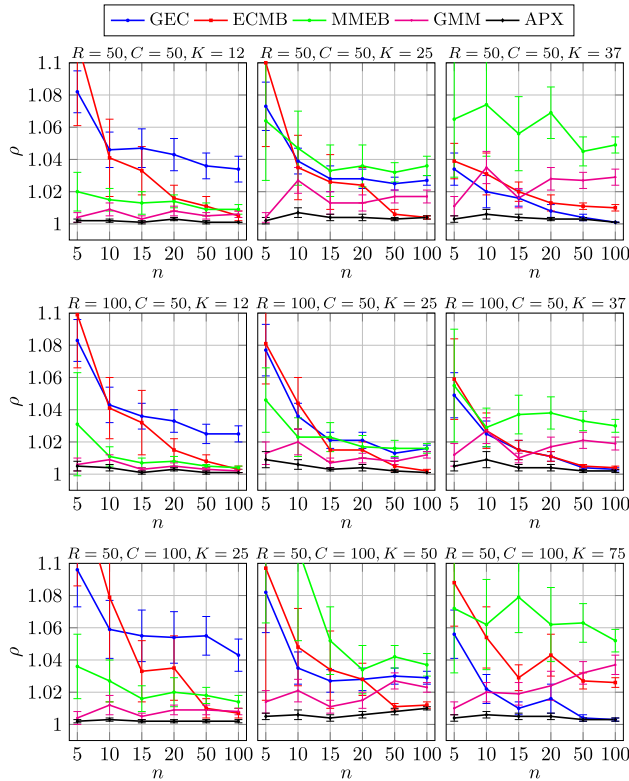 GEC ECMB MMEB GMM APX
R = 50, C = 50, K = 12 R = 50, C = 50, K = 25 R = 50, C = 50, K = 37
1.1
1.08
1.06
1.04
1.02
1
ρ
5 10 15 20 50 100 5 10 15 20 50 100 5 10 15 20 50 100
n n n
R = 100, C = 50, K = 12 R = 100, C = 50, K = 25 R = 100, C = 50, K = 37
1.1
1.08
1.06
1.04
1.02
1
ρ
5 10 15 20 50 100 5 10 15 20 50 100 5 10 15 20 50 100
n n n
R = 50, C = 100, K = 25 R = 50, C = 100, K = 50 R = 50, C = 100, K = 75
1.1
1.08
1.06
1.04
1.02
1
ρ
5 10 15 20 50 100 5 10 15 20 50 100 5 10 15 20 50 100
n n n